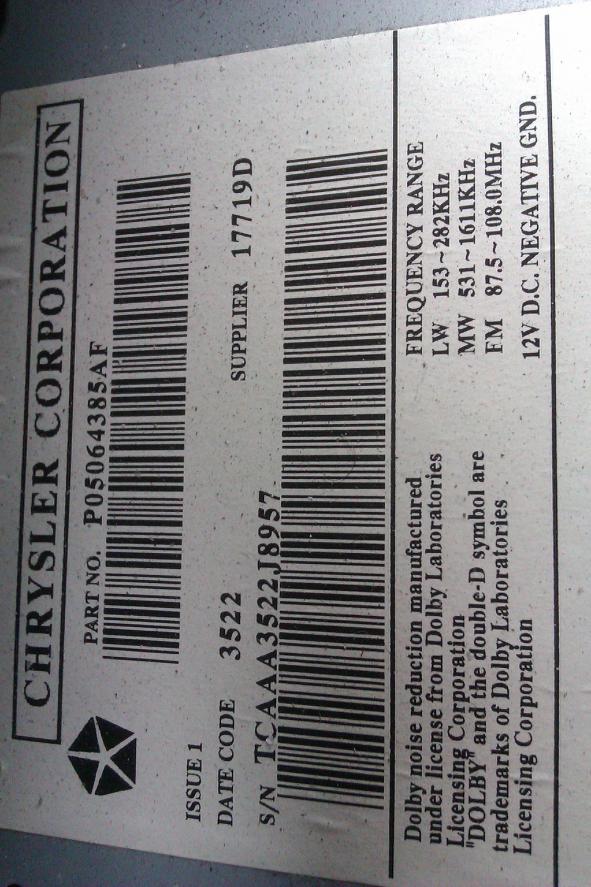 CHRYSLER CORPORATION
PART NO. P05064385AF
ISSUE 1
DATE CODE 3522 SUPPLIER 17719D
S/N TCAAA3522J8957
Dolby noise reduction manufactured
under license from Dolby Laboratories
Licensing Corporation
"DOLBY" and the double-D symbol are
trademarks of Dolby Laboratories
Licensing Corporation
FREQUENCY RANGE
LW 153~282KHz
MW 531~1611KHz
FM 87.5~108.0MHz
12V D.C. NEGATIVE GND.